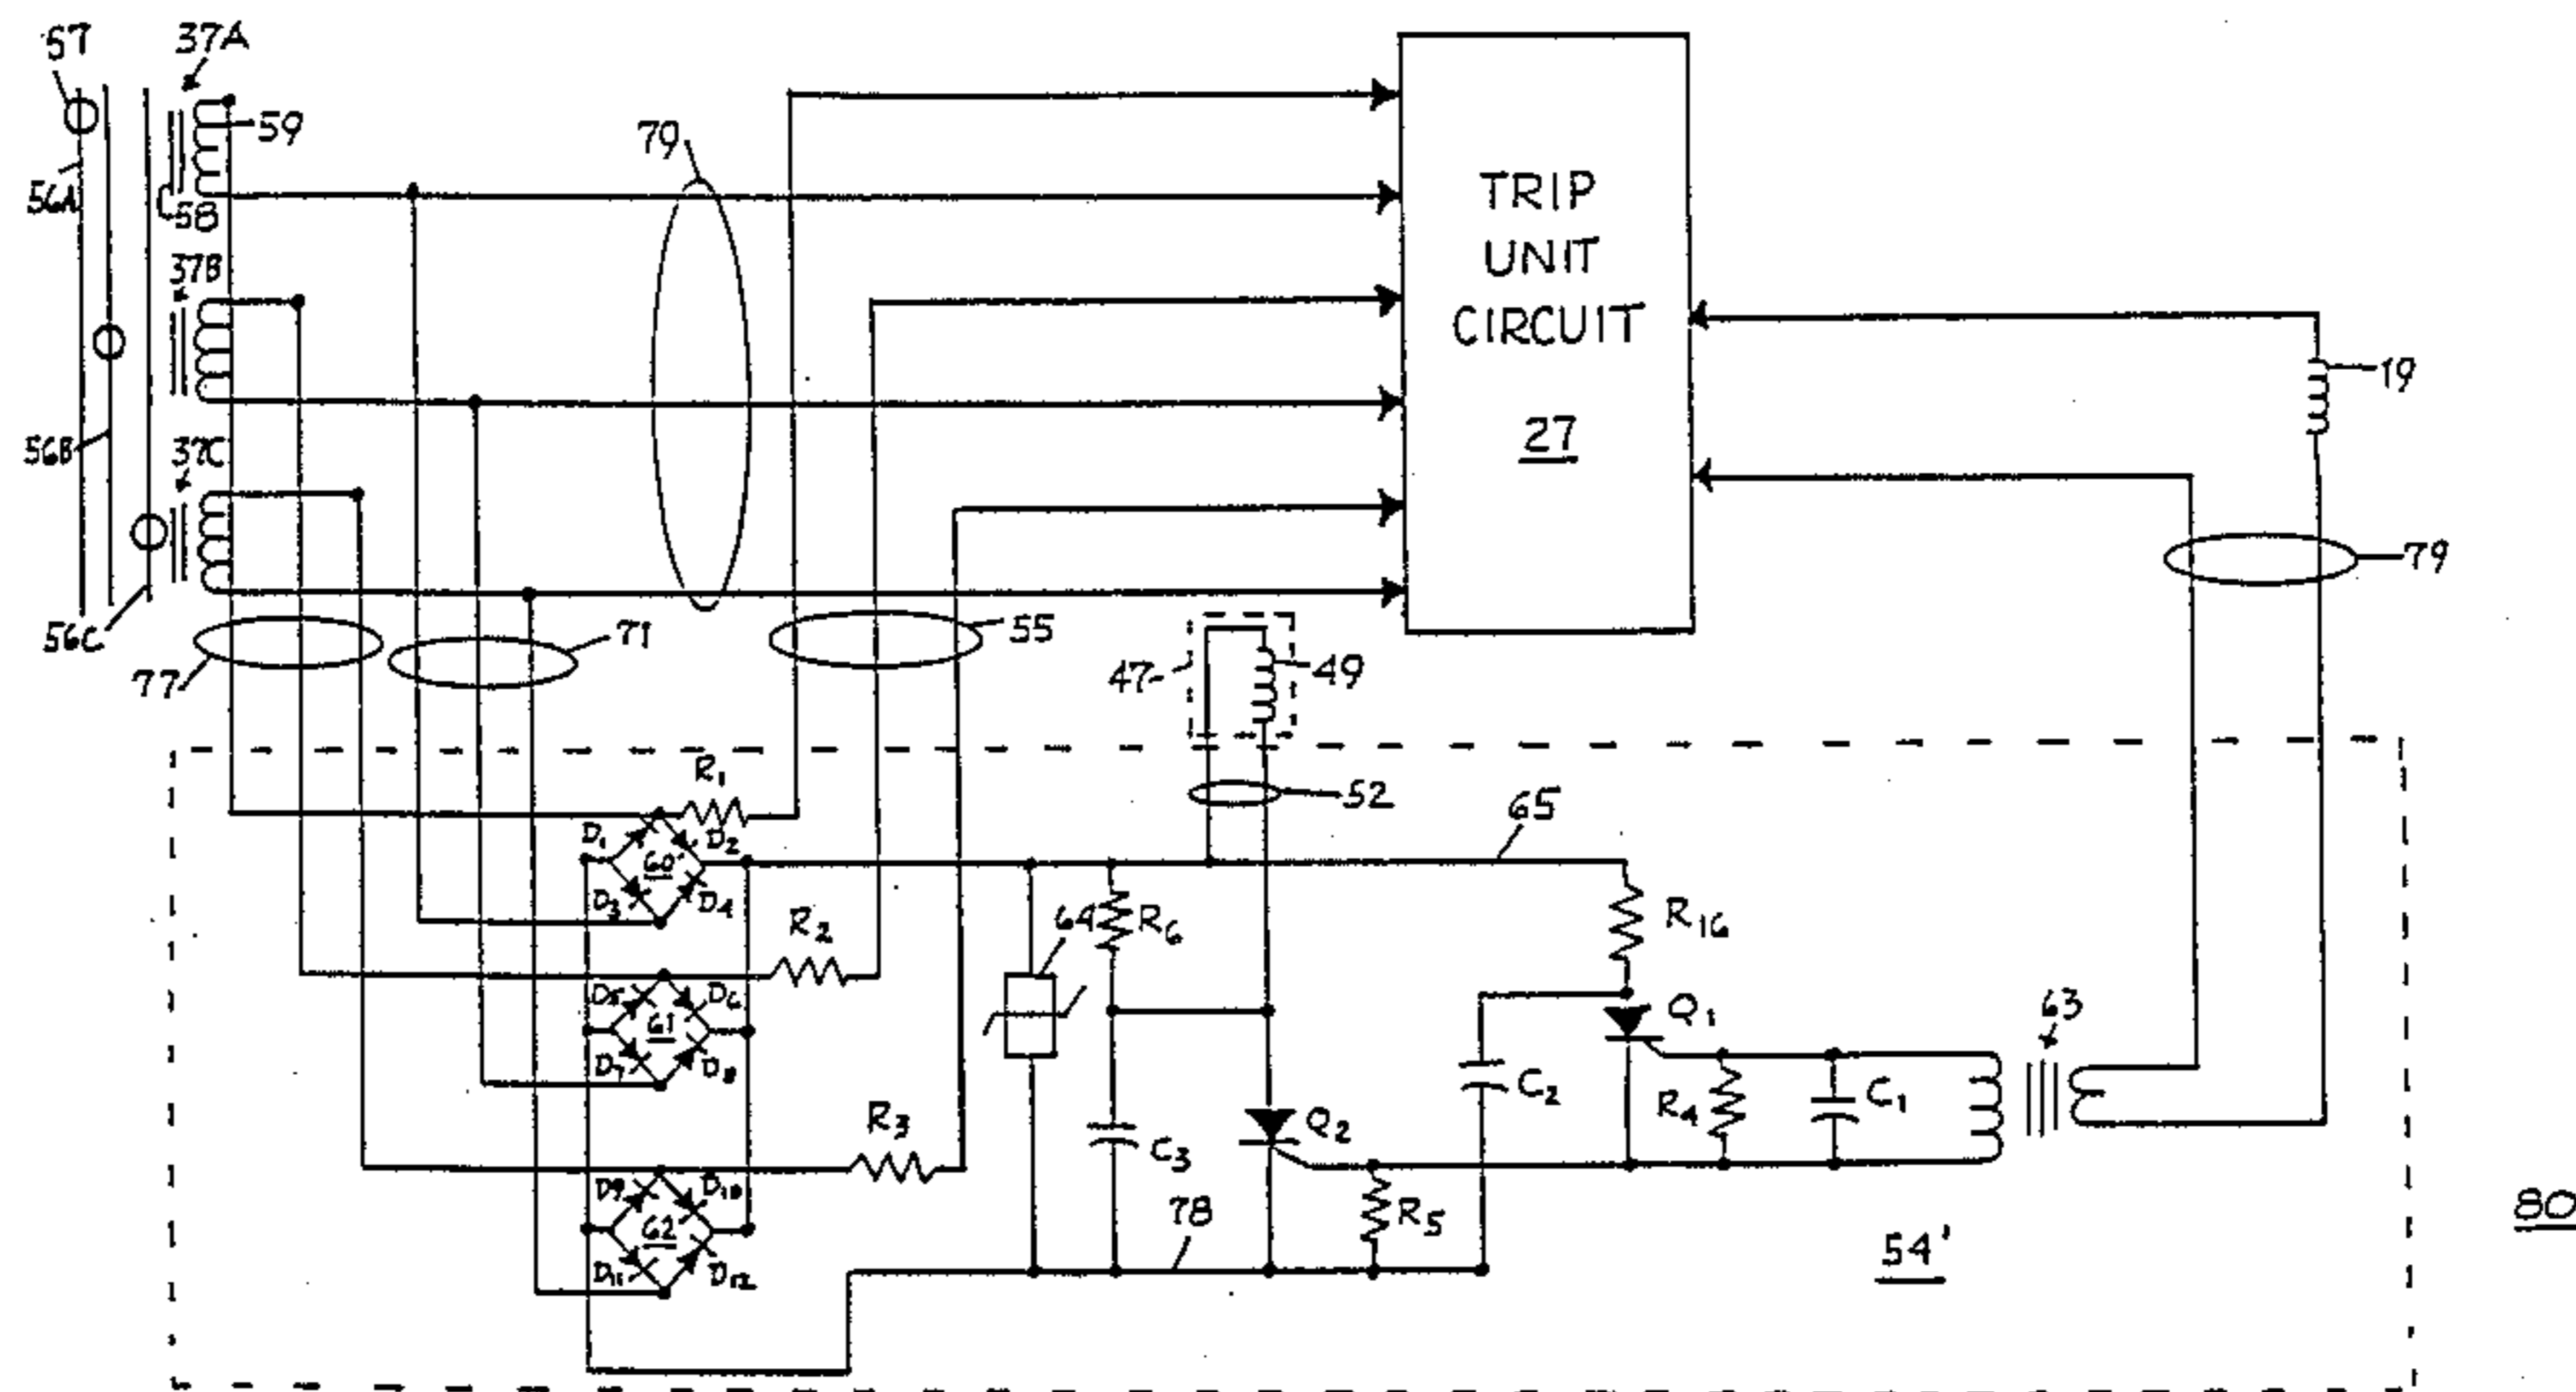 57
37A
59
56A
58
79
37B
TRIP
UNIT
CIRCUIT
27
19
56B
37C
79
56C
77
71
55
47
49
52
65
R1
D1
D2
60
D3
D4
R2
64
R6
R16
D5
D6
61
D7
D8
Q1
63
C2
R4
C1
R3
C3
Q2
D9
D10
62
D11
D12
78
R5
54'
80